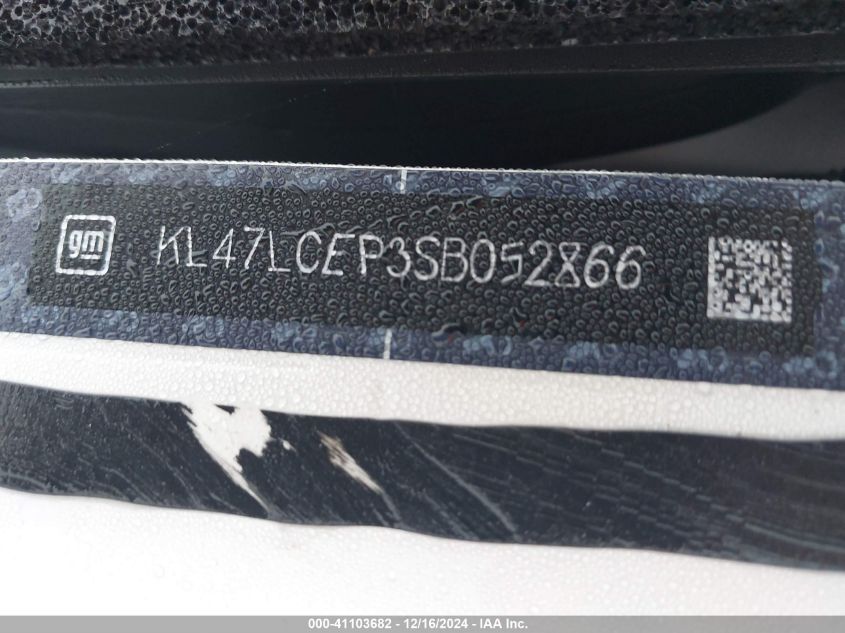 gm KL47LCEP3SB052866
000-41103682 - 12/16/2024 - IAA Inc.